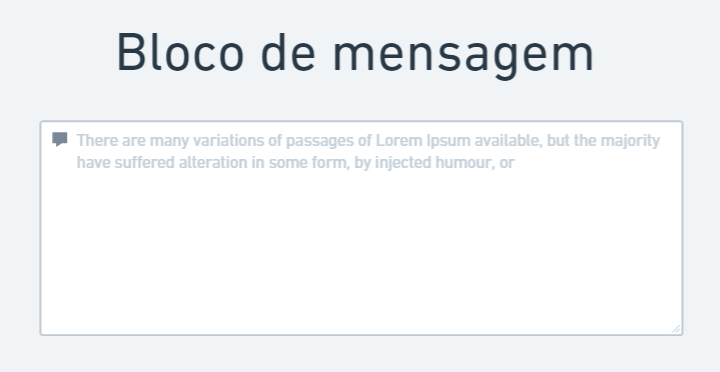 Bloco de mensagem
There are many variations of passages of Lorem Ipsum available, but the majority
have suffered alteration in some form, by injected humour, or